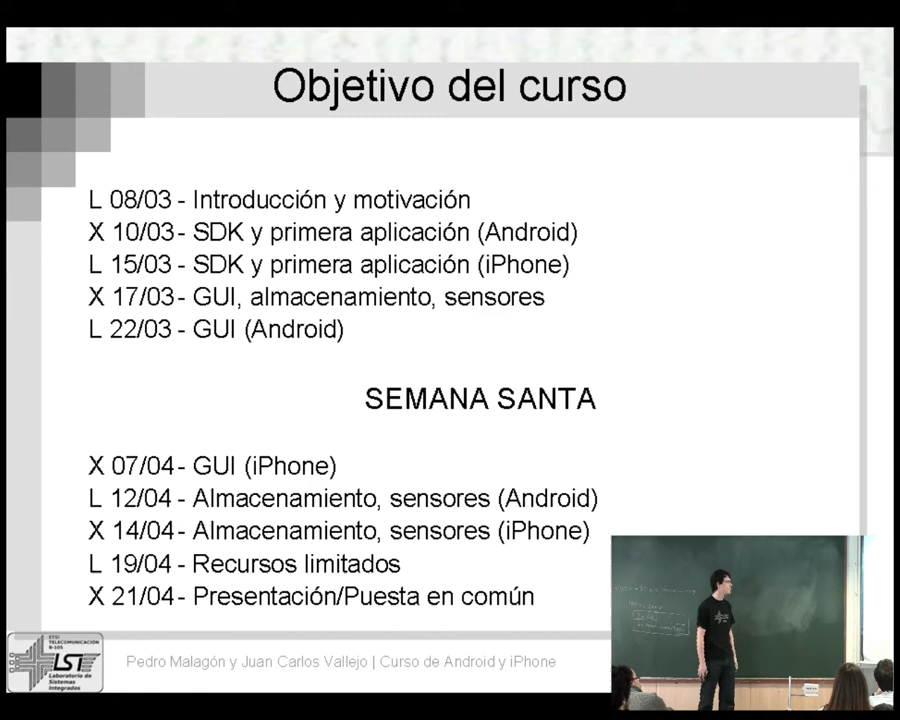 Objetivo del curso
L 08/03 - Introducción y motivación
X 10/03 - SDK y primera aplicación (Android)
L 15/03 - SDK y primera aplicación (iPhone)
X 17/03 - GUI, almacenamiento, sensores
L 22/03 - GUI (Android)
SEMANA SANTA
X 07/04 - GUI (iPhone)
L 12/04 - Almacenamiento, sensores (Android)
X 14/04 - Almacenamiento, sensores (iPhone)
L 19/04 - Recursos limitados
X 21/04 - Presentación/Puesta en común
ETSI
TELECOMUNICACIÓN
B-105
LSI
Laboratorio de
Sistemas
Integrados
Pedro Malagón y Juan Carlos Vallejo | Curso de Android y iPhone